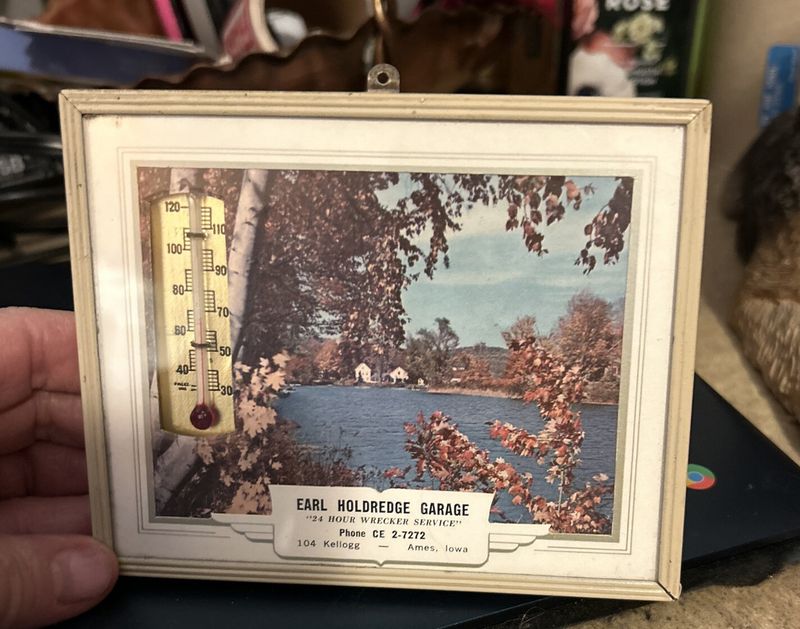 ROSE
120
110
100
90
80
70
60
50
40
30
EARL HOLDREDGE GARAGE
"24 HOUR WRECKER SERVICE"
Phone CE 2-7272
104 Kellogg — Ames, Iowa